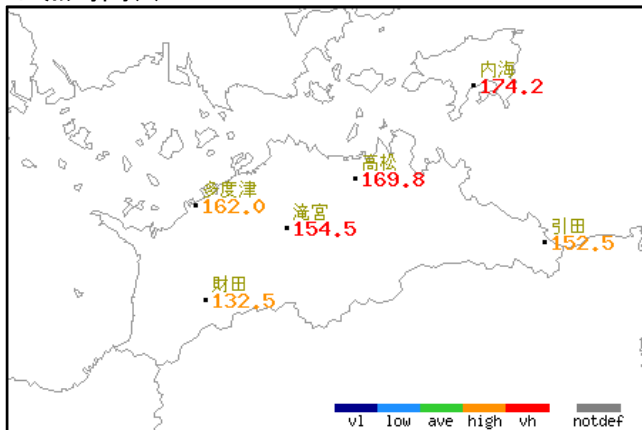 内海
174.2
高松
169.8
多度津
162.0
滝宮
154.5
引田
152.5
財田
132.5
vl low ave high vh notdef